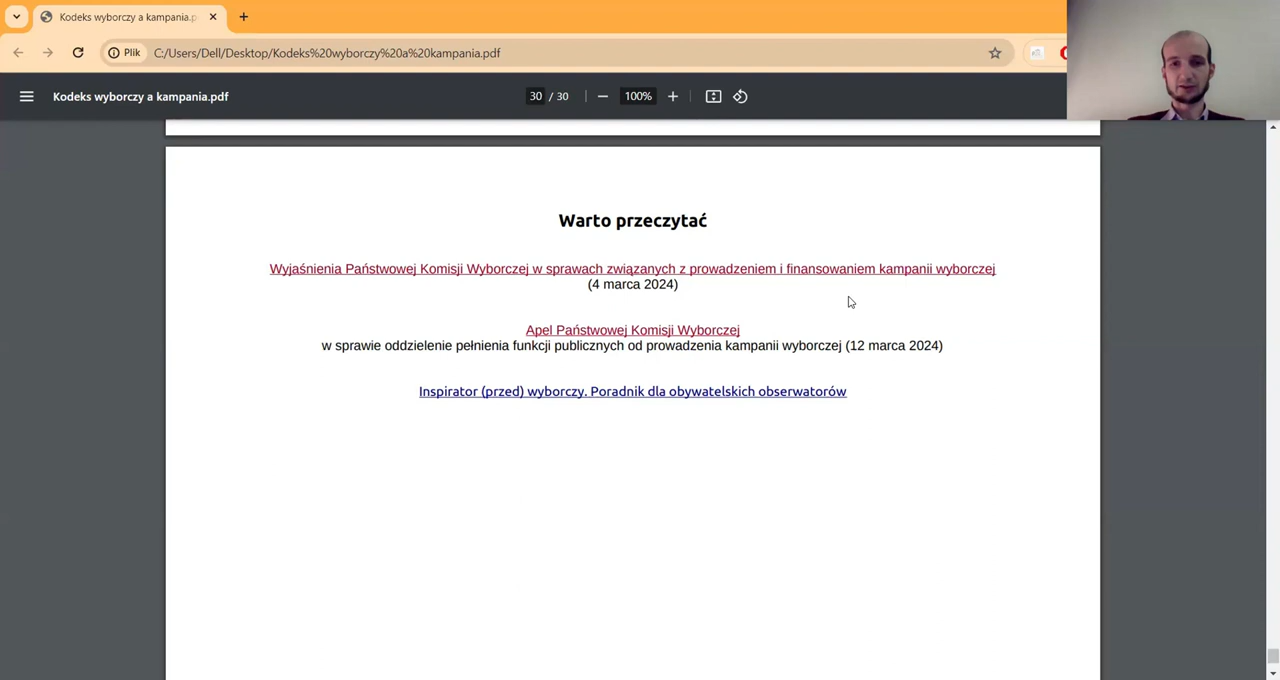 Kodeks wyborczy a kampania.p
Plik
C:/Users/Dell/Desktop/Kodeks%20wyborczy%20a%20kampania.pdf
Kodeks wyborczy a kampania.pdf
30 / 30
100%
Warto przeczytać
Wyjaśnienia Państwowej Komisji Wyborczej w sprawach związanych z prowadzeniem i finansowaniem kampanii wyborczej
(4 marca 2024)
Apel Państwowej Komisji Wyborczej
w sprawie oddzielenie pełnienia funkcji publicznych od prowadzenia kampanii wyborczej (12 marca 2024)
Inspirator (przed) wyborczy. Poradnik dla obywatelskich obserwatorów